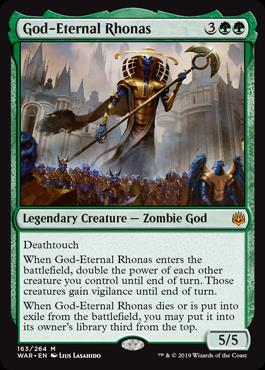 God-Eternal Rhonas 3
Legendary Creature — Zombie God
Deathtouch
When God-Eternal Rhonas enters the
battlefield, double the power of each other
creature you control until end of turn. Those
creatures gain vigilance until end of turn.
When God-Eternal Rhonas dies or is put into
exile from the battlefield, you may put it into
its owner's library third from the top.
5/5
163/264 M
WAR • EN LIUS LASAHIDO
™ & © 2019 Wizards of the Coast